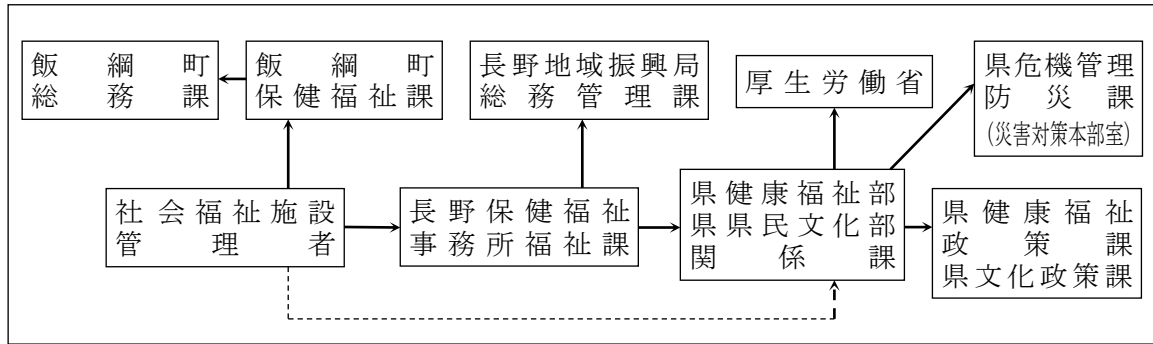 飯綱町
総務課
飯綱町
保健福祉課
長野地域振興局
総務管理課
厚生労働省
県危機管理
防災課
(災害対策本部室)
社会福祉施設
管理者
長野保健福祉
事務所福祉課
県健康福祉部
県県民文化部
関係課
県健康福祉
政策課
県文化政策課